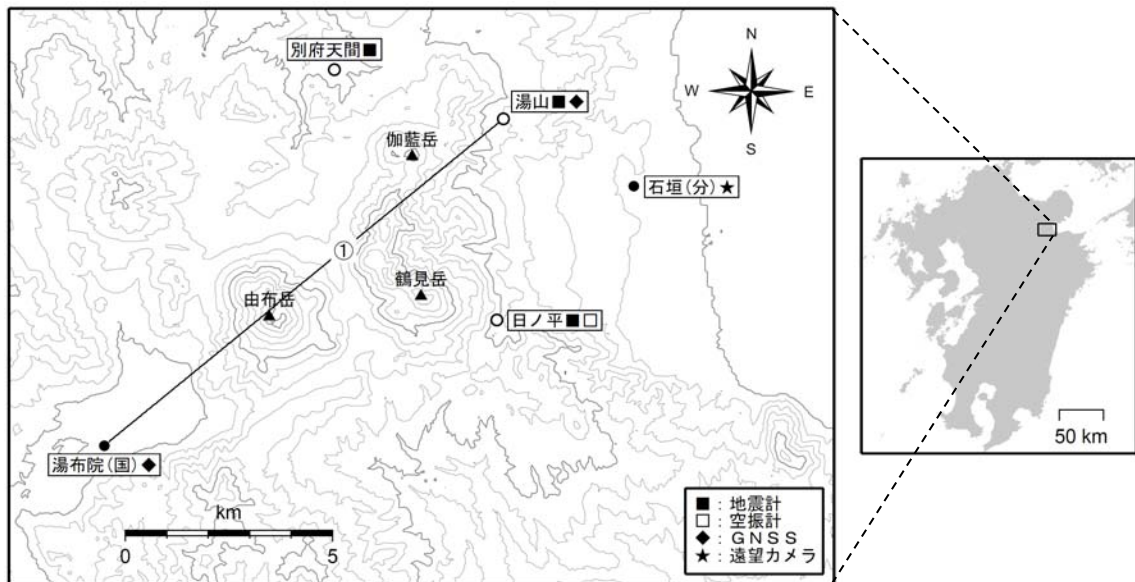 別府天間■
湯山■◆
伽藍岳
石垣(分)★
①
鶴見岳
由布岳
日ノ平■□
湯布院(国)◆
N
W
E
S
km
0
5
■:地震計
□:空振計
◆:GNSS
★:遠望カメラ
50 km